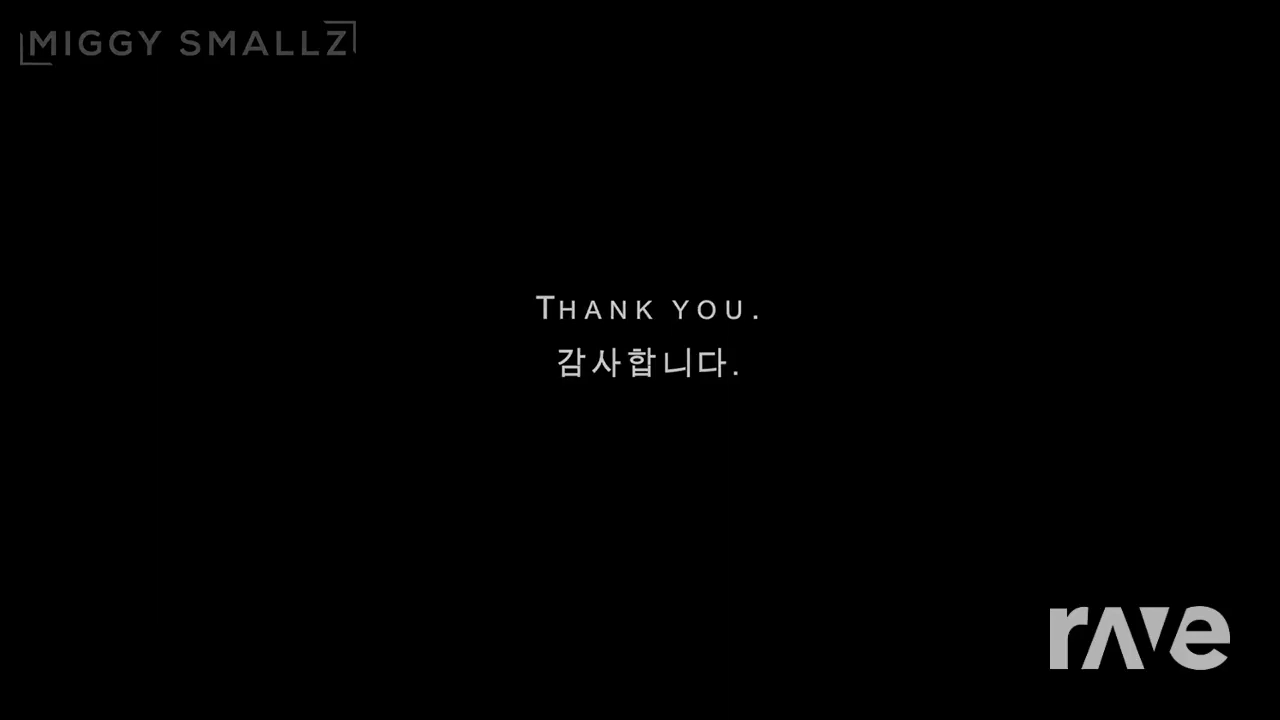 MIGGY SMALLZ
THANK YOU.
감사합니다.
rave